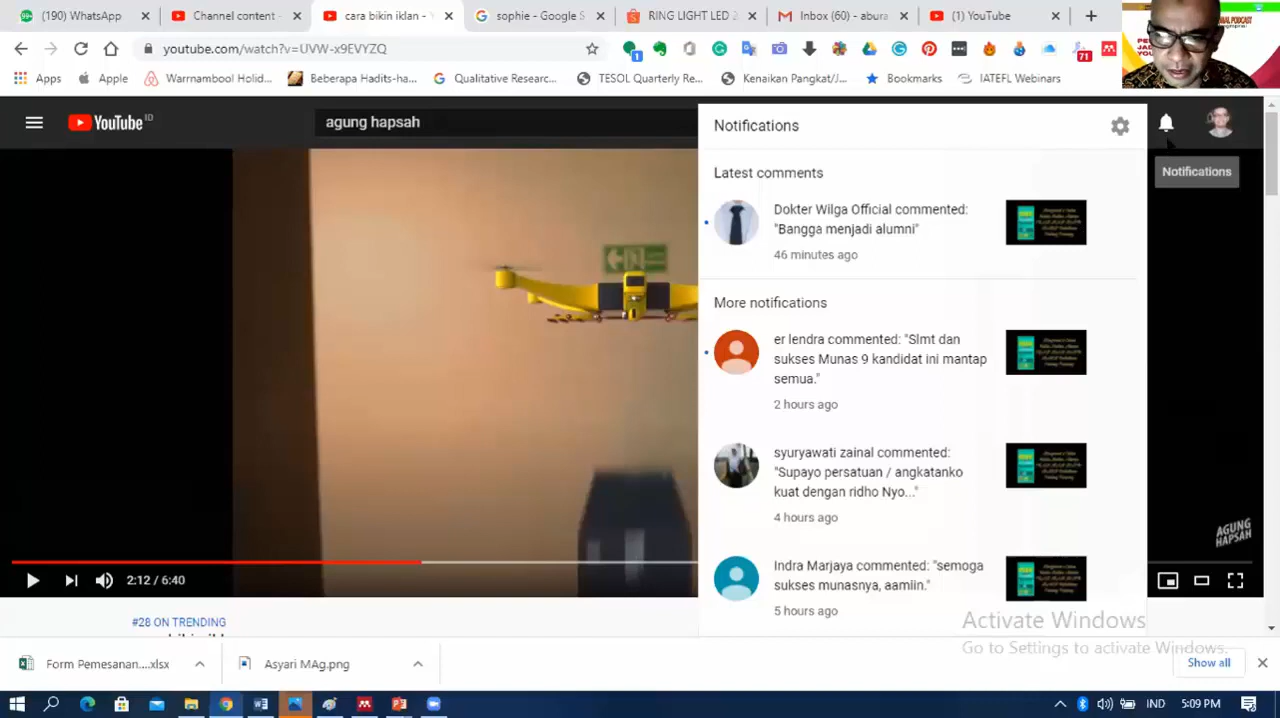 (190) WhatsApp
Channel content -
cara bikin iklan -
sophie - Google S
RING LIGHT LED 2
Inbox (60) - abura
(1) YouTube
youtube.com/watch?v=UVW-x9EVYZQ
1
71
Apps
Apple
Warrnambool Holid...
Beberapa Hadits-ha...
Qualitative Researc...
TESOL Quarterly Re...
Kenaikan Pangkat/J...
Bookmarks
IATEFL Webinars
YouTube ID
agung hapsah
Notifications
Notifications
Latest comments
Dokter Wilga Official commented:
"Bangga menjadi alumni"
46 minutes ago
More notifications
er lendra commented: "Slmt dan
sukses Munas 9 kandidat ini mantap
semua."
2 hours ago
syuryawati zainal commented:
"Supayo persatuan / angkatanko
kuat dengan ridho Nyo..."
4 hours ago
Indra Marjaya commented: "semoga
sukses munasnya, aamiin."
5 hours ago
AGUNG
HAPSAH
2:12 / 6:40
#28 ON TRENDING
Activate Windows
Go to Settings to activate Windows.
Form Pemesanan....xlsx
Asyari MAg.png
Show all
IND
5:09 PM